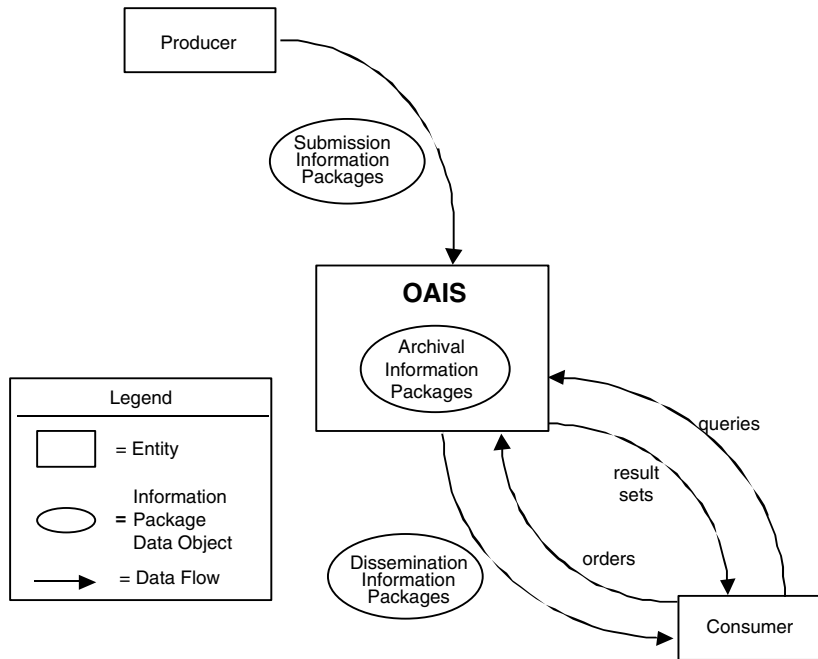 Producer
Submission
Information
Packages
OAIS
Archival
Information
Packages
Legend
= Entity
Information
= Package
Data Object
= Data Flow
queries
result
sets
orders
Dissemination
Information
Packages
Consumer